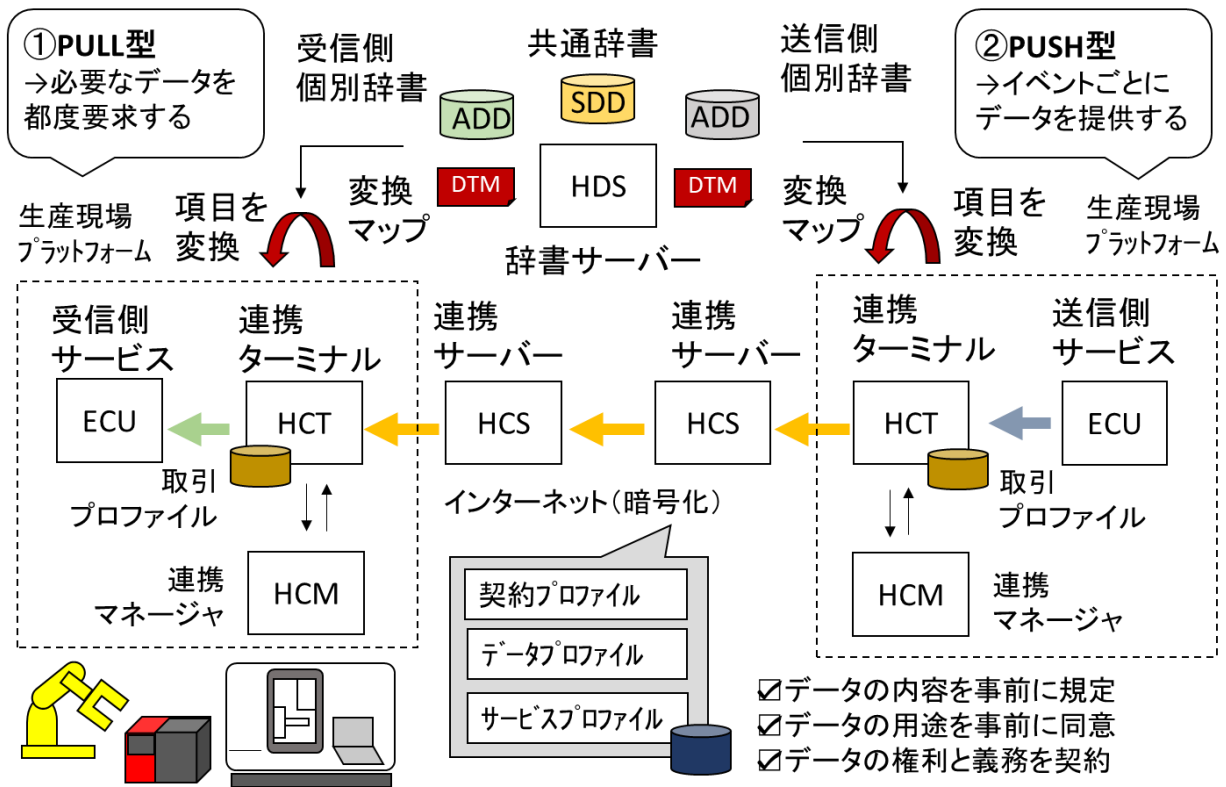 ①PULL型
→必要なデータを
都度要求する
受信側
個別辞書
共通辞書
送信側
個別辞書
②PUSH型
→イベントごとに
データを提供する
ADD
SDD
ADD
DTM
HDS
DTM
変換
マップ
変換
マップ
辞書サーバー
生産現場
プラットフォーム
項目を
変換
項目を
変換
生産現場
プラットフォーム
受信側
サービス
連携
ターミナル
連携
サーバー
連携
サーバー
連携
ターミナル
送信側
サービス
ECU
HCT
HCS
HCS
HCT
ECU
取引
プロファイル
インターネット（暗号化）
取引
プロファイル
連携
マネージャ
HCM
HCM
連携
マネージャ
契約プロファイル
データプロファイル
サービスプロファイル
☑データの内容を事前に規定
☑データの用途を事前に同意
☑データの権利と義務を契約